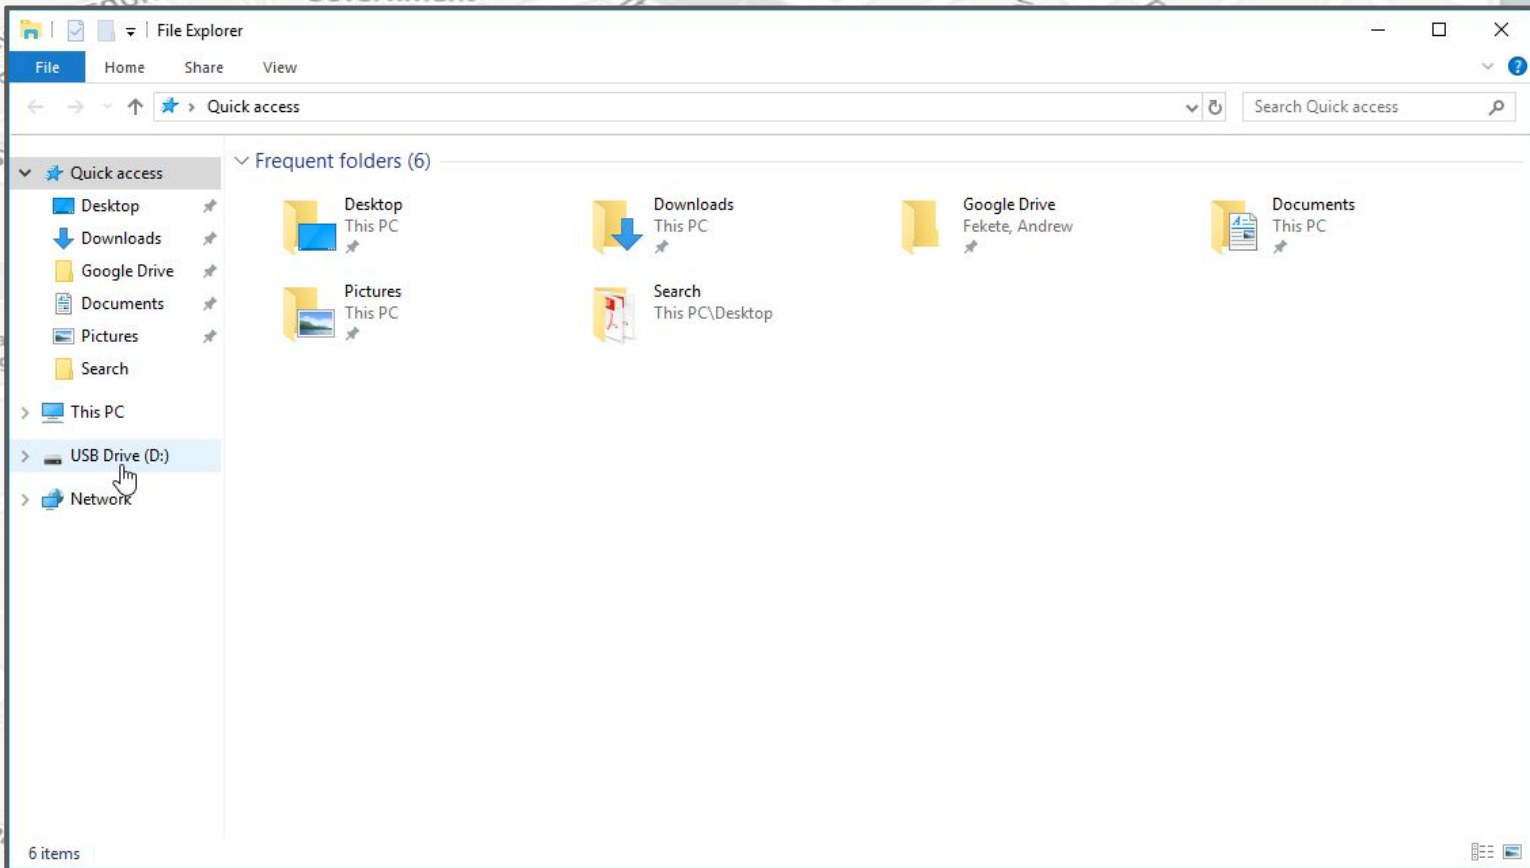 File Explorer
File Home Share View
Quick access
Search Quick access
Quick access
Desktop
Downloads
Google Drive
Documents
Pictures
Search
This PC
USB Drive (D:)
Network
Frequent folders (6)
Desktop
This PC
Downloads
This PC
Google Drive
Fekete, Andrew
Documents
This PC
Pictures
This PC
Search
This PC\Desktop
6 items